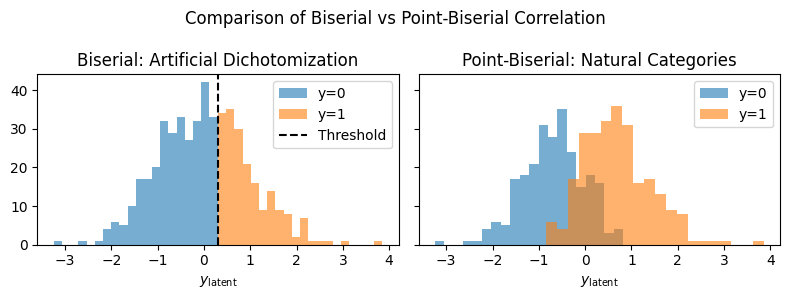 Comparison of Biserial vs Point-Biserial Correlation
Biserial: Artificial Dichotomization
Point-Biserial: Natural Categories
40
30
20
10
0
y=0
y=1
Threshold
y=0
y=1
−3 −2 −1 0 1 2 3 4
−3 −2 −1 0 1 2 3 4
y_latent
y_latent